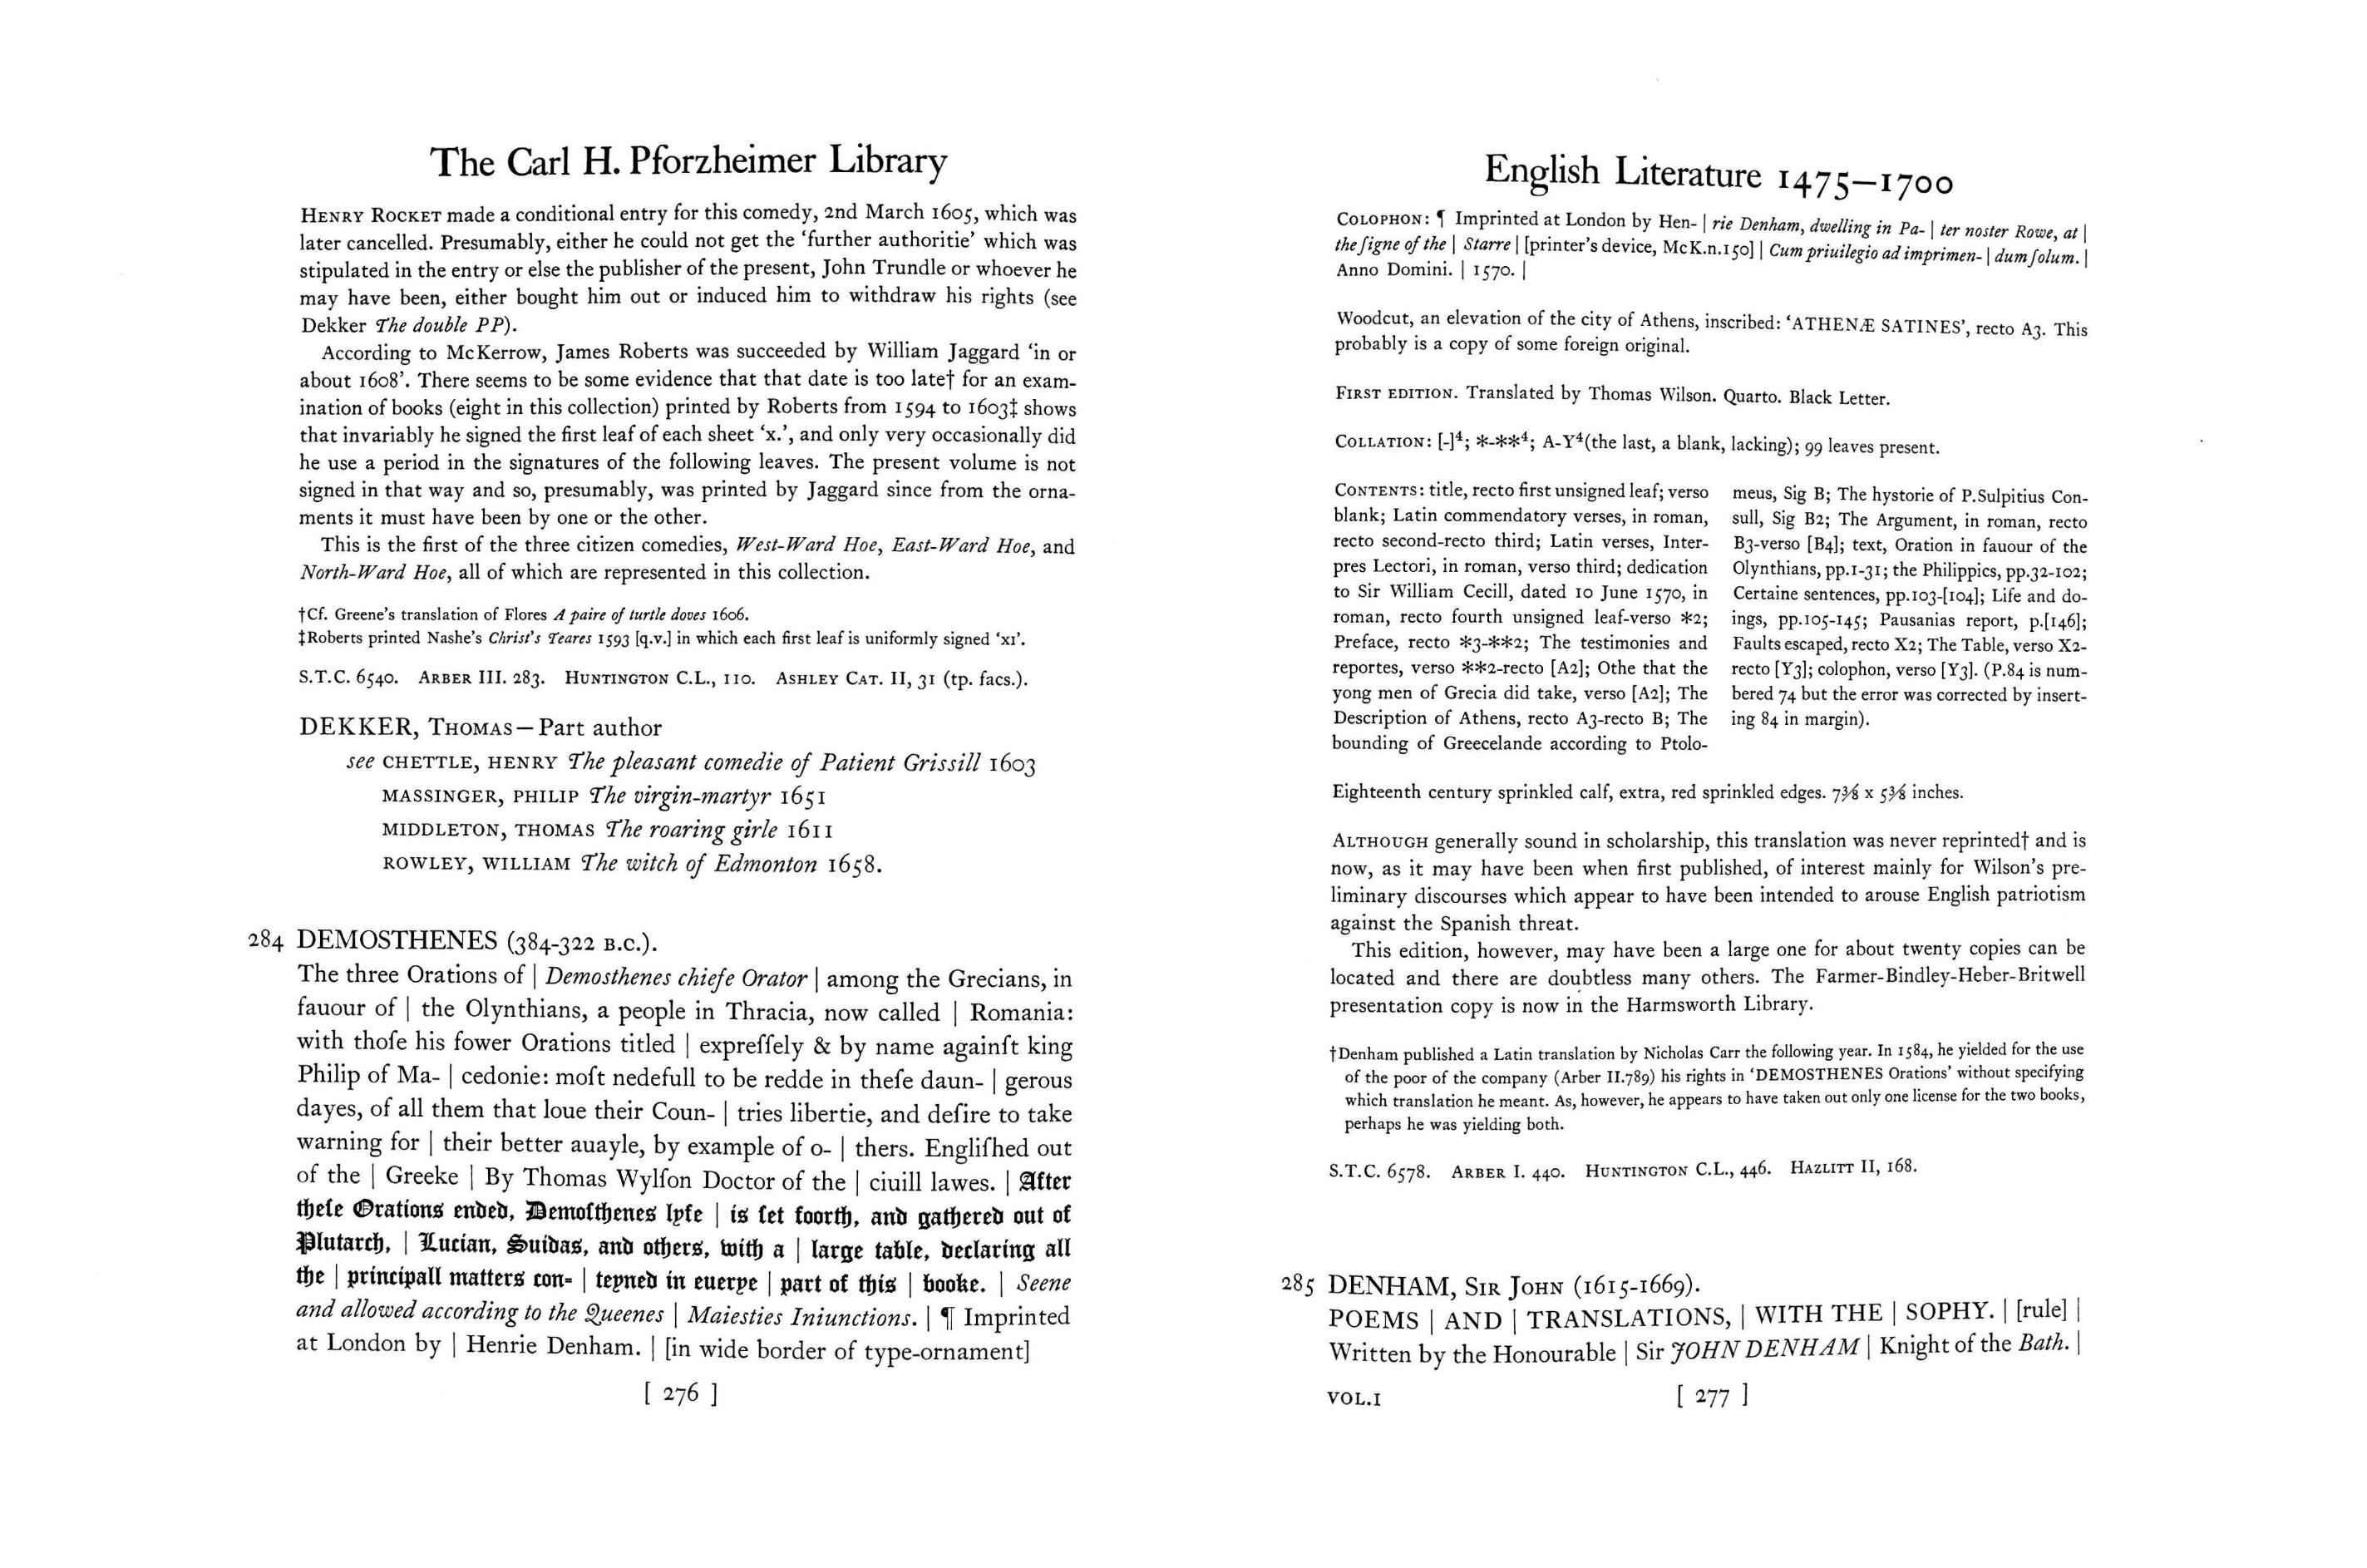 The Carl H. Pforzheimer Library
HENRY ROCKET made a conditional entry for this comedy, 2nd March 1605, which was
later cancelled. Presumably, either he could not get the ‘further authoritie’ which was
stipulated in the entry or else the publisher of the present, John Trundle or whoever he
may have been, either bought him out or induced him to withdraw his rights (see
Dekker The double PP).
According to McKerrow, James Roberts was succeeded by William Jaggard ‘in or
about 1608’. There seems to be some evidence that that date is too late† for an exam-
ination of books (eight in this collection) printed by Roberts from 1594 to 1603‡ shows
that invariably he signed the first leaf of each sheet ‘x.’, and only very occasionally did
he use a period in the signatures of the following leaves. The present volume is not
signed in that way and so, presumably, was printed by Jaggard since from the orna-
ments it must have been by one or the other.
This is the first of the three citizen comedies, West-Ward Hoe, East-Ward Hoe, and
North-Ward Hoe, all of which are represented in this collection.
†Cf. Greene's translation of Flores A paire of turtle doves 1606.
‡Roberts printed Nashe's Christ's Teares 1593 [q.v.] in which each first leaf is uniformly signed ‘x1’.
S.T.C. 6540. ARBER III. 283. HUNTINGTON C.L., 110. ASHLEY CAT. II, 31 (tp. facs.).
DEKKER, THOMAS—Part author
see CHETTLE, HENRY The pleasant comedie of Patient Grissill 1603
MASSINGER, PHILIP The virgin-martyr 1651
MIDDLETON, THOMAS The roaring girle 1611
ROWLEY, WILLIAM The witch of Edmonton 1658.
284 DEMOSTHENES (384-322 B.C.).
The three Orations of | Demosthenes chiefe Orator | among the Grecians, in
fauour of | the Olynthians, a people in Thracia, now called | Romania:
with thoſe his fower Orations titled | expreſſely & by name againſt king
Philip of Ma- | cedonie: moſt nedefull to be redde in theſe daun- | gerous
dayes, of all them that loue their Coun- | tries libertie, and deſire to take
warning for | their better auayle, by example of o- | thers. Engliſhed out
of the | Greeke | By Thomas Wylſon Doctor of the | ciuill lawes. | After
theſe Orations ended, Demoſthenes lyfe | is ſet foorth, and gathered out of
Plutarch, | Lucian, Suidas, and others, with a | large table, declaring all
the | principall matters con- | teyned in euerye | part of this | booke. | Seene
and allowed according to the Queenes | Maiesties Iniunctions. | ¶ Imprinted
at London by | Henrie Denham. | [in wide border of type-ornament]
[ 276 ]
English Literature 1475—1700
COLOPHON: ¶ Imprinted at London by Hen- | rie Denham, dwelling in Pa- | ter noster Rowe, at |
the ſigne of the | Starre | [printer's device, McK.n.150] | Cum priuilegio ad imprimen- | dum ſolum. |
Anno Domini. | 1570. |
Woodcut, an elevation of the city of Athens, inscribed: ‘ATHENÆ SATINES’, recto A3. This
probably is a copy of some foreign original.
FIRST EDITION. Translated by Thomas Wilson. Quarto. Black Letter.
COLLATION: [-]⁴; *-**⁴; A-Y⁴(the last, a blank, lacking); 99 leaves present.
CONTENTS: title, recto first unsigned leaf; verso
blank; Latin commendatory verses, in roman,
recto second-recto third; Latin verses, Inter-
pres Lectori, in roman, verso third; dedication
to Sir William Cecill, dated 10 June 1570, in
roman, recto fourth unsigned leaf-verso *2;
Preface, recto *3-**2; The testimonies and
reportes, verso **2-recto [A2]; Othe that the
yong men of Grecia did take, verso [A2]; The
Description of Athens, recto A3-recto B; The
bounding of Greecelande according to Ptolo-
meus, Sig B; The hystorie of P.Sulpitius Con-
sull, Sig B2; The Argument, in roman, recto
B3-verso [B4]; text, Oration in fauour of the
Olynthians, pp.1-31; the Philippics, pp.32-102;
Certaine sentences, pp.103-[104]; Life and do-
ings, pp.105-145; Pausanias report, p.[146];
Faults escaped, recto X2; The Table, verso X2-
recto [Y3]; colophon, verso [Y3]. (P.84 is num-
bered 74 but the error was corrected by insert-
ing 84 in margin).
Eighteenth century sprinkled calf, extra, red sprinkled edges. 7⅜ x 5⅜ inches.
ALTHOUGH generally sound in scholarship, this translation was never reprinted† and is
now, as it may have been when first published, of interest mainly for Wilson's pre-
liminary discourses which appear to have been intended to arouse English patriotism
against the Spanish threat.
This edition, however, may have been a large one for about twenty copies can be
located and there are doubtless many others. The Farmer-Bindley-Heber-Britwell
presentation copy is now in the Harmsworth Library.
†Denham published a Latin translation by Nicholas Carr the following year. In 1584, he yielded for the use
of the poor of the company (Arber II.789) his rights in ‘DEMOSTHENES Orations’ without specifying
which translation he meant. As, however, he appears to have taken out only one license for the two books,
perhaps he was yielding both.
S.T.C. 6578. ARBER I. 440. HUNTINGTON C.L., 446. HAZLITT II, 168.
285 DENHAM, SIR JOHN (1615-1669).
POEMS | AND | TRANSLATIONS, | WITH THE | SOPHY. | [rule] |
Written by the Honourable | Sir JOHN DENHAM | Knight of the Bath. |
VOL.I
[ 277 ]